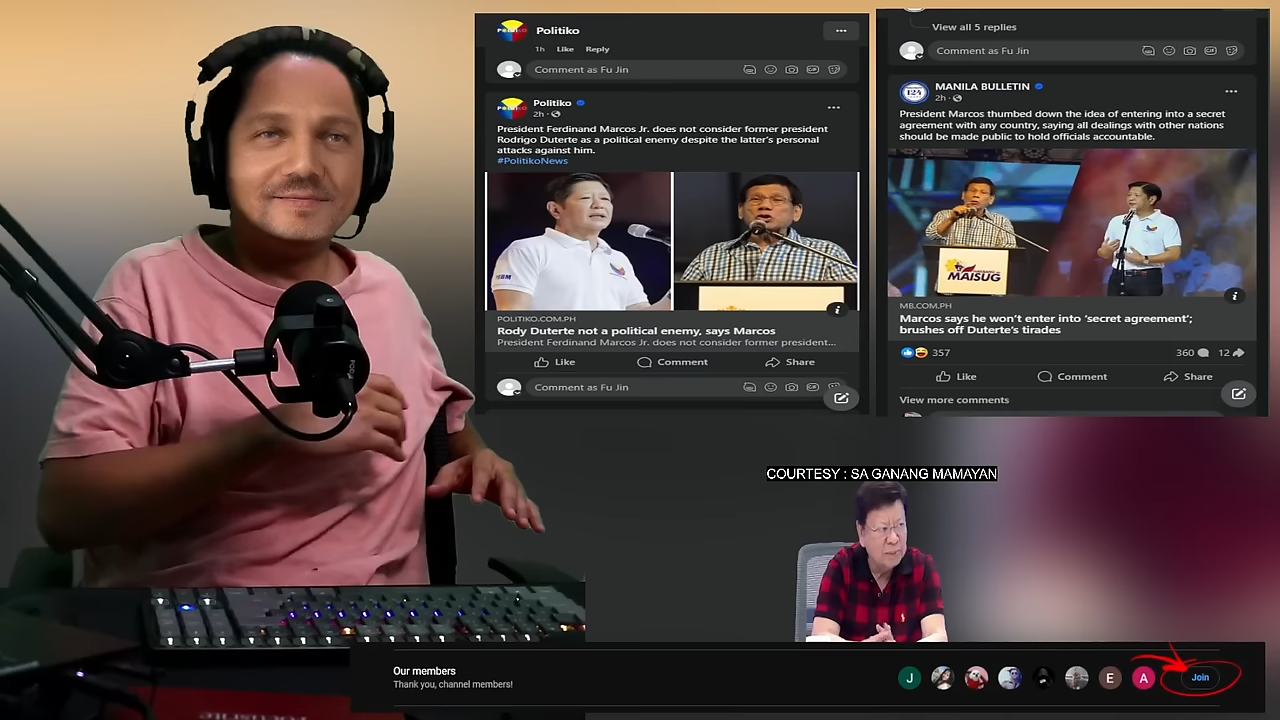 Politiko
1h Like Reply
Comment as Fu Jin
Politiko
2h
President Ferdinand Marcos Jr. does not consider former president
Rodrigo Duterte as a political enemy despite the latter's personal
attacks against him.
#PolitikoNews
POLITIKO.COM.PH
Rody Duterte not a political enemy, says Marcos
President Ferdinand Marcos Jr. does not consider former president...
Like Comment Share
Comment as Fu Jin
View all 5 replies
Comment as Fu Jin
MANILA BULLETIN
2h
President Marcos thumbed down the idea of entering into a secret
agreement with any country, saying all dealings with other nations
should be made public to hold officials accountable.
MAISUG
MB.COM.PH
Marcos says he won't enter into 'secret agreement';
brushes off Duterte's tirades
357 360 12
Like Comment Share
View more comments
COURTESY : SA GANANG MAMAYAN
Our members
Thank you, channel members!
J E A Join